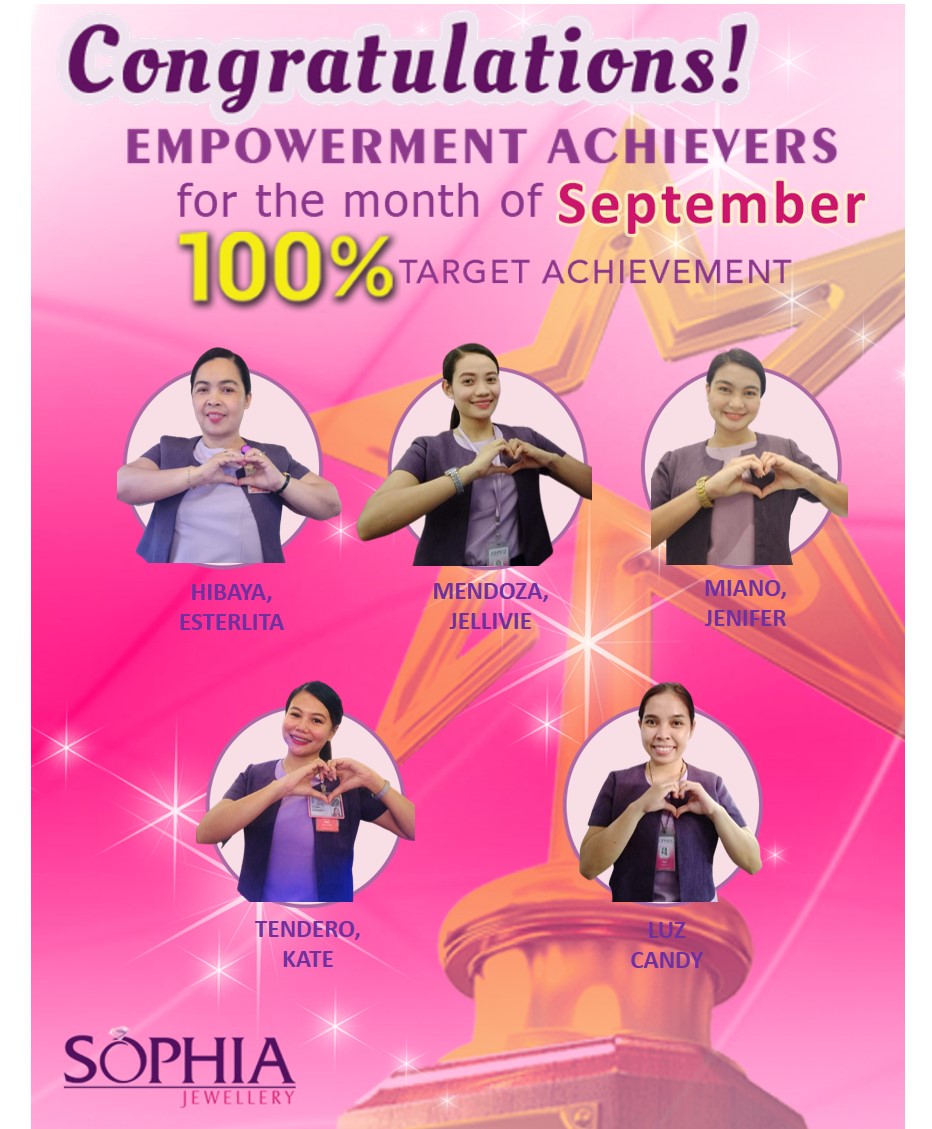 Congratulations!
EMPOWERMENT ACHIEVERS
for the month of September
100% TARGET ACHIEVEMENT
HIBAYA,
ESTERLITA
MENDOZA,
JELLIVIE
MIANO,
JENIFER
TENDERO,
KATE
LUZ
CANDY
SOPHIA
JEWELLERY